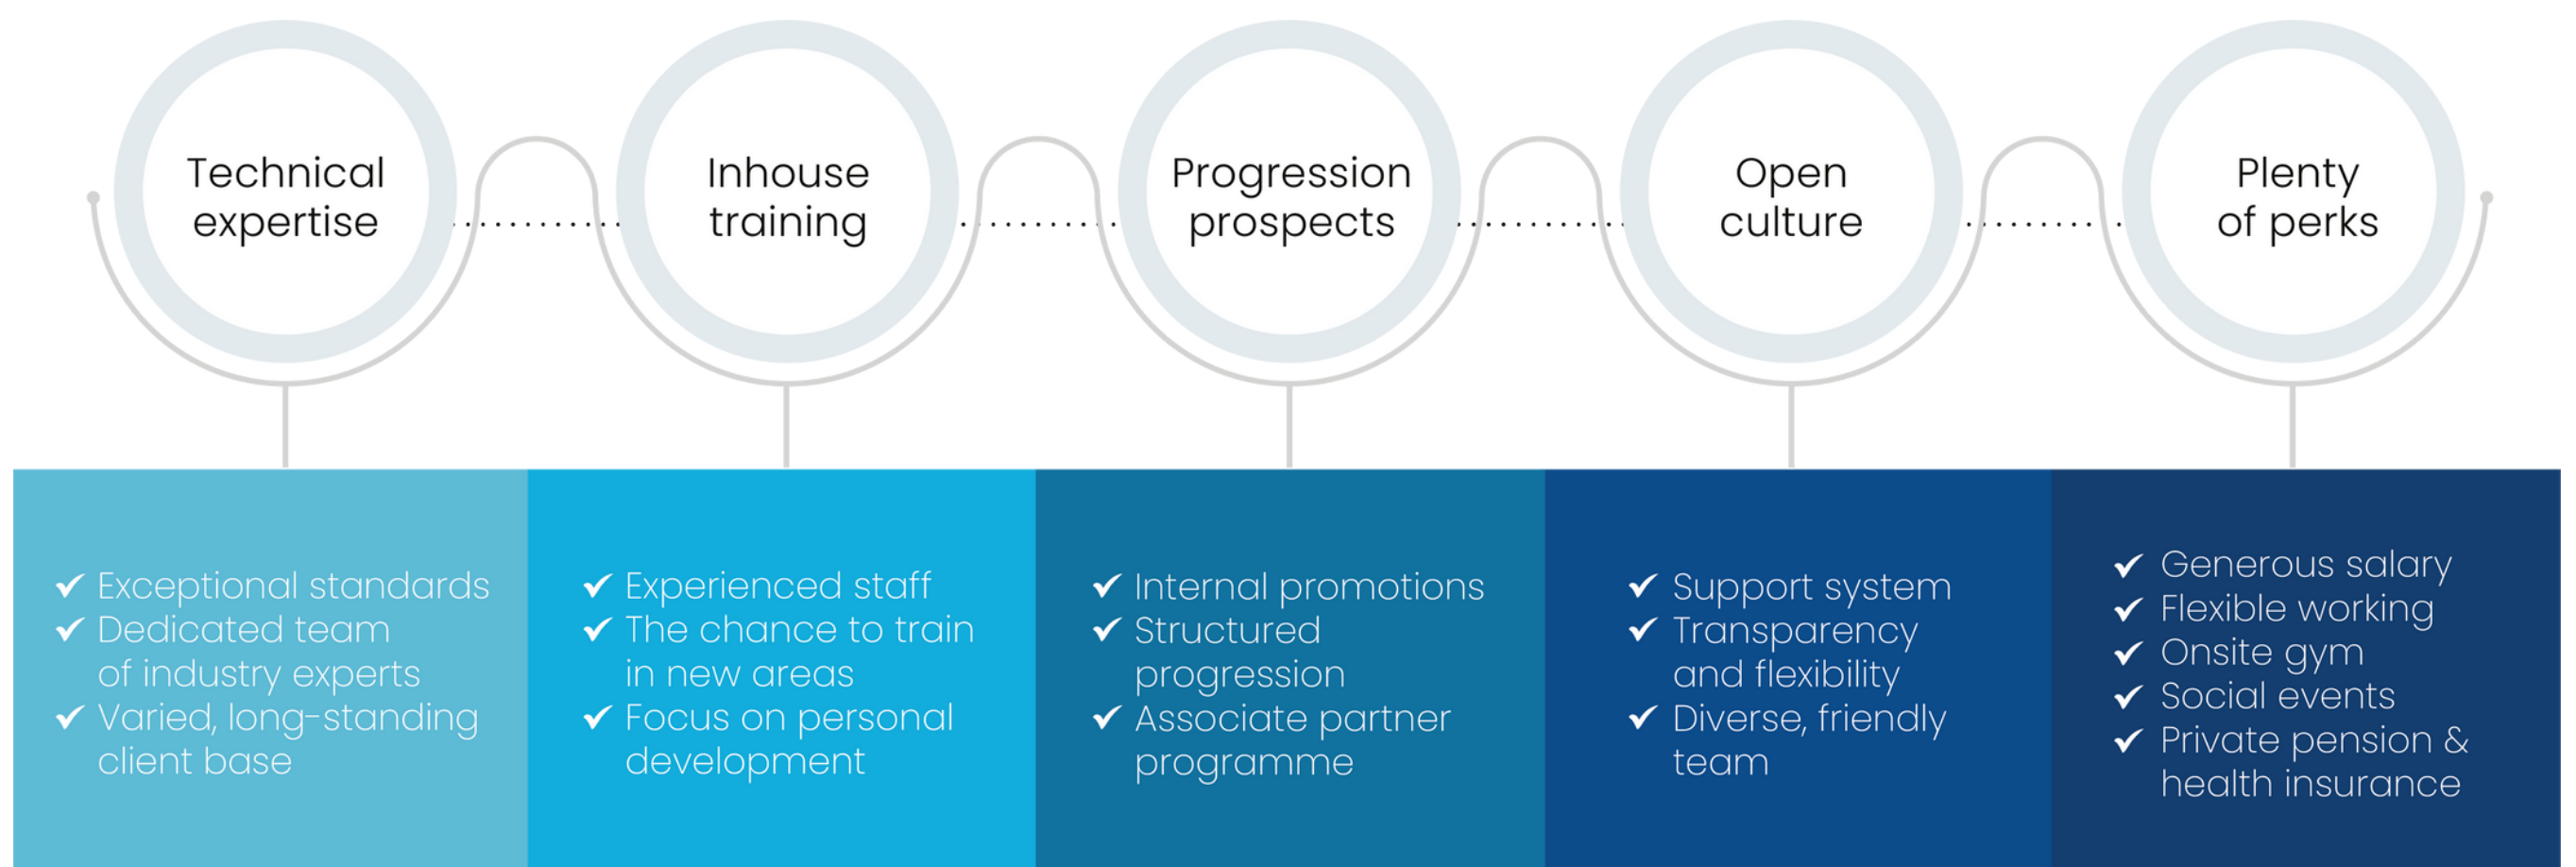 Technical
expertise
Inhouse
training
Progression
prospects
Open
culture
Plenty
of perks
✓ Exceptional standards
✓ Dedicated team
of industry experts
✓ Varied, long-standing
client base
✓ Experienced staff
✓ The chance to train
in new areas
✓ Focus on personal
development
✓ Internal promotions
✓ Structured
progression
✓ Associate partner
programme
✓ Support system
✓ Transparency
and flexibility
✓ Diverse, friendly
team
✓ Generous salary
✓ Flexible working
✓ Onsite gym
✓ Social events
✓ Private pension &
health insurance